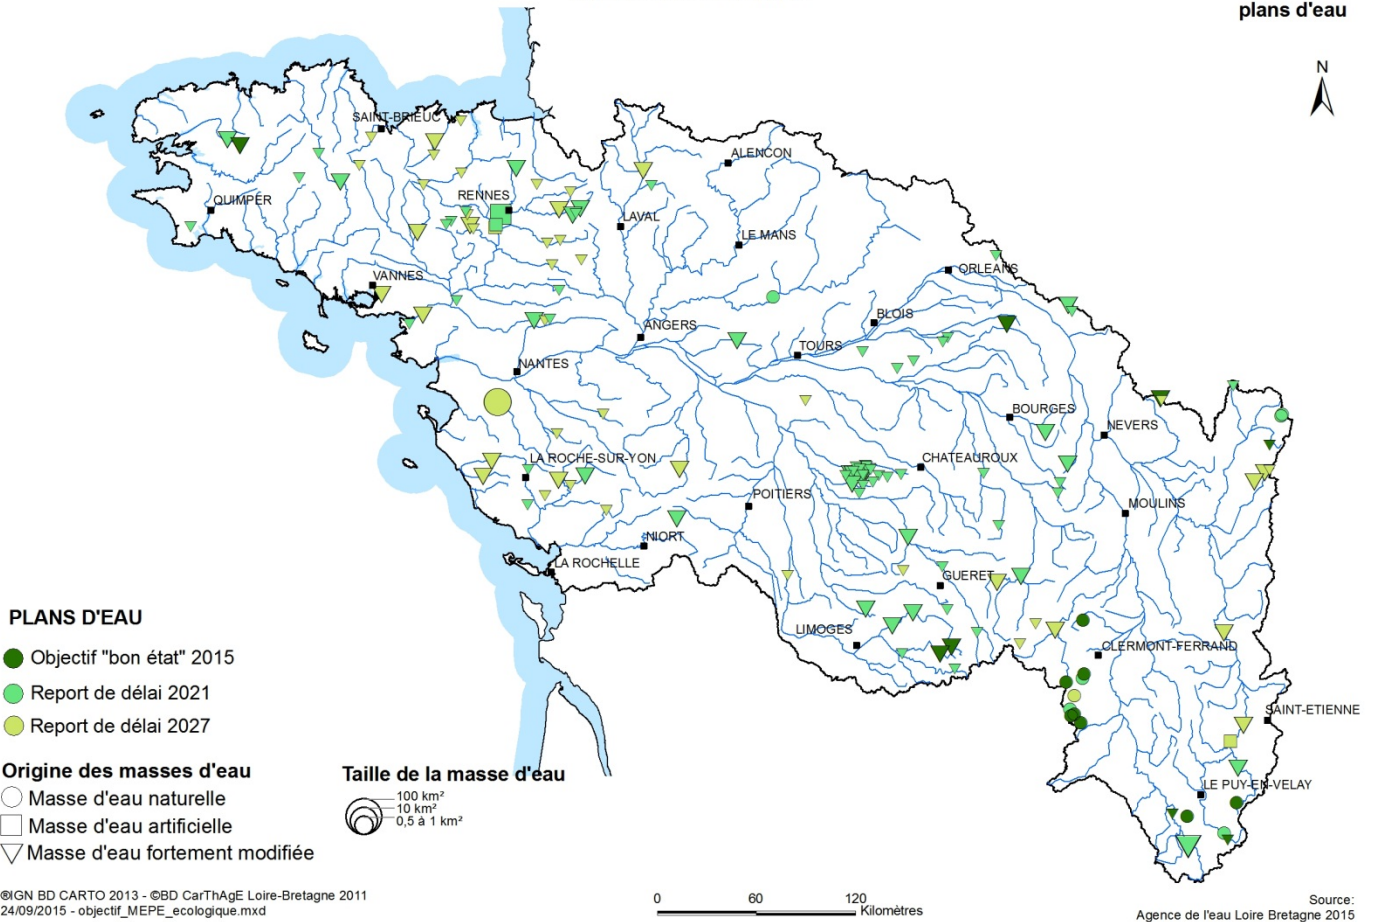 plans d'eau
N
SAINT-BRIEUC
ALENCON
QUIMPER
RENNES
LAVAL
LE MANS
VANNES
ORLEANS
ANGERS
BLOIS
TOURS
NANTES
BOURGES
NEVERS
LA ROCHE-SUR-YON
CHATEAUROUX
POITIERS
MOULINS
NIORT
LA ROCHELLE
GUERET
LIMOGES
CLERMONT-FERRAND
SAINT-ETIENNE
LE PUY-EN-VELAY
PLANS D'EAU
Objectif "bon état" 2015
Report de délai 2021
Report de délai 2027
Origine des masses d'eau
Masse d'eau naturelle
Masse d'eau artificielle
Masse d'eau fortement modifiée
Taille de la masse d'eau
100 km²
10 km²
0,5 à 1 km²
®IGN BD CARTO 2013 - ©BD CarThAgE Loire-Bretagne 2011
24/09/2015 - objectif_MEPE_ecologique.mxd
0 60 120
Kilomètres
Source:
Agence de l'eau Loire Bretagne 2015